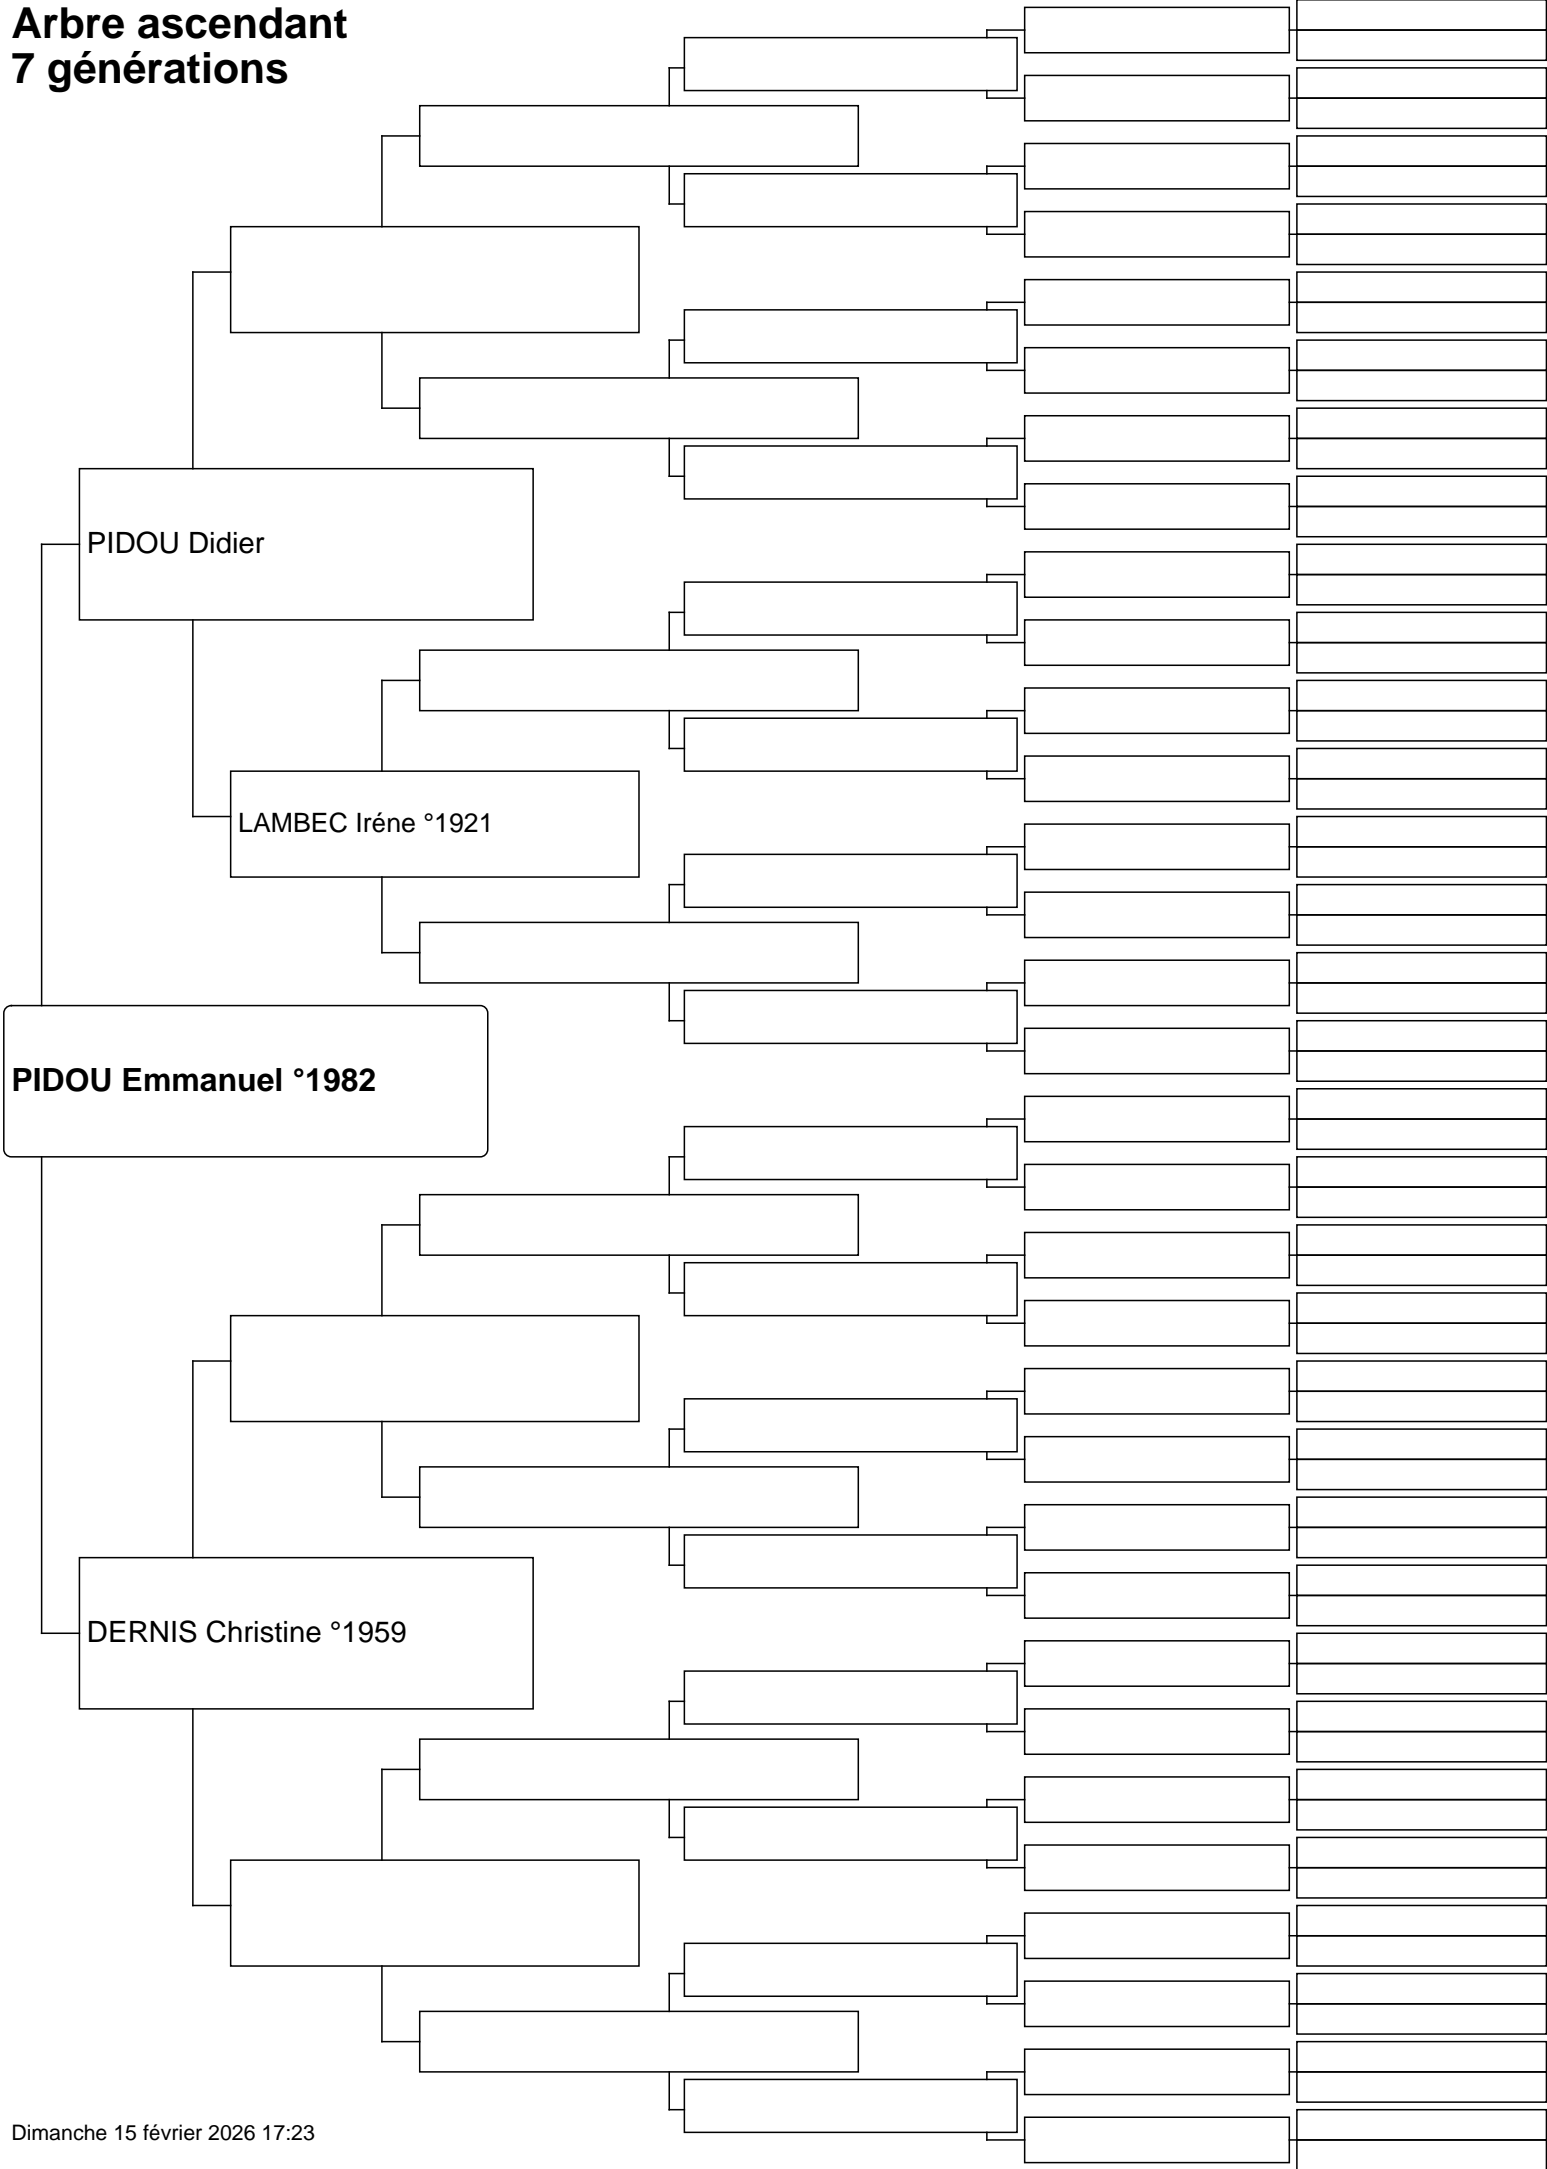 Arbre ascendant
7 générations
PIDOU Didier
LAMBEC Iréne °1921
PIDOU Emmanuel °1982
DERNIS Christine °1959
Dimanche 15 février 2026 17:23